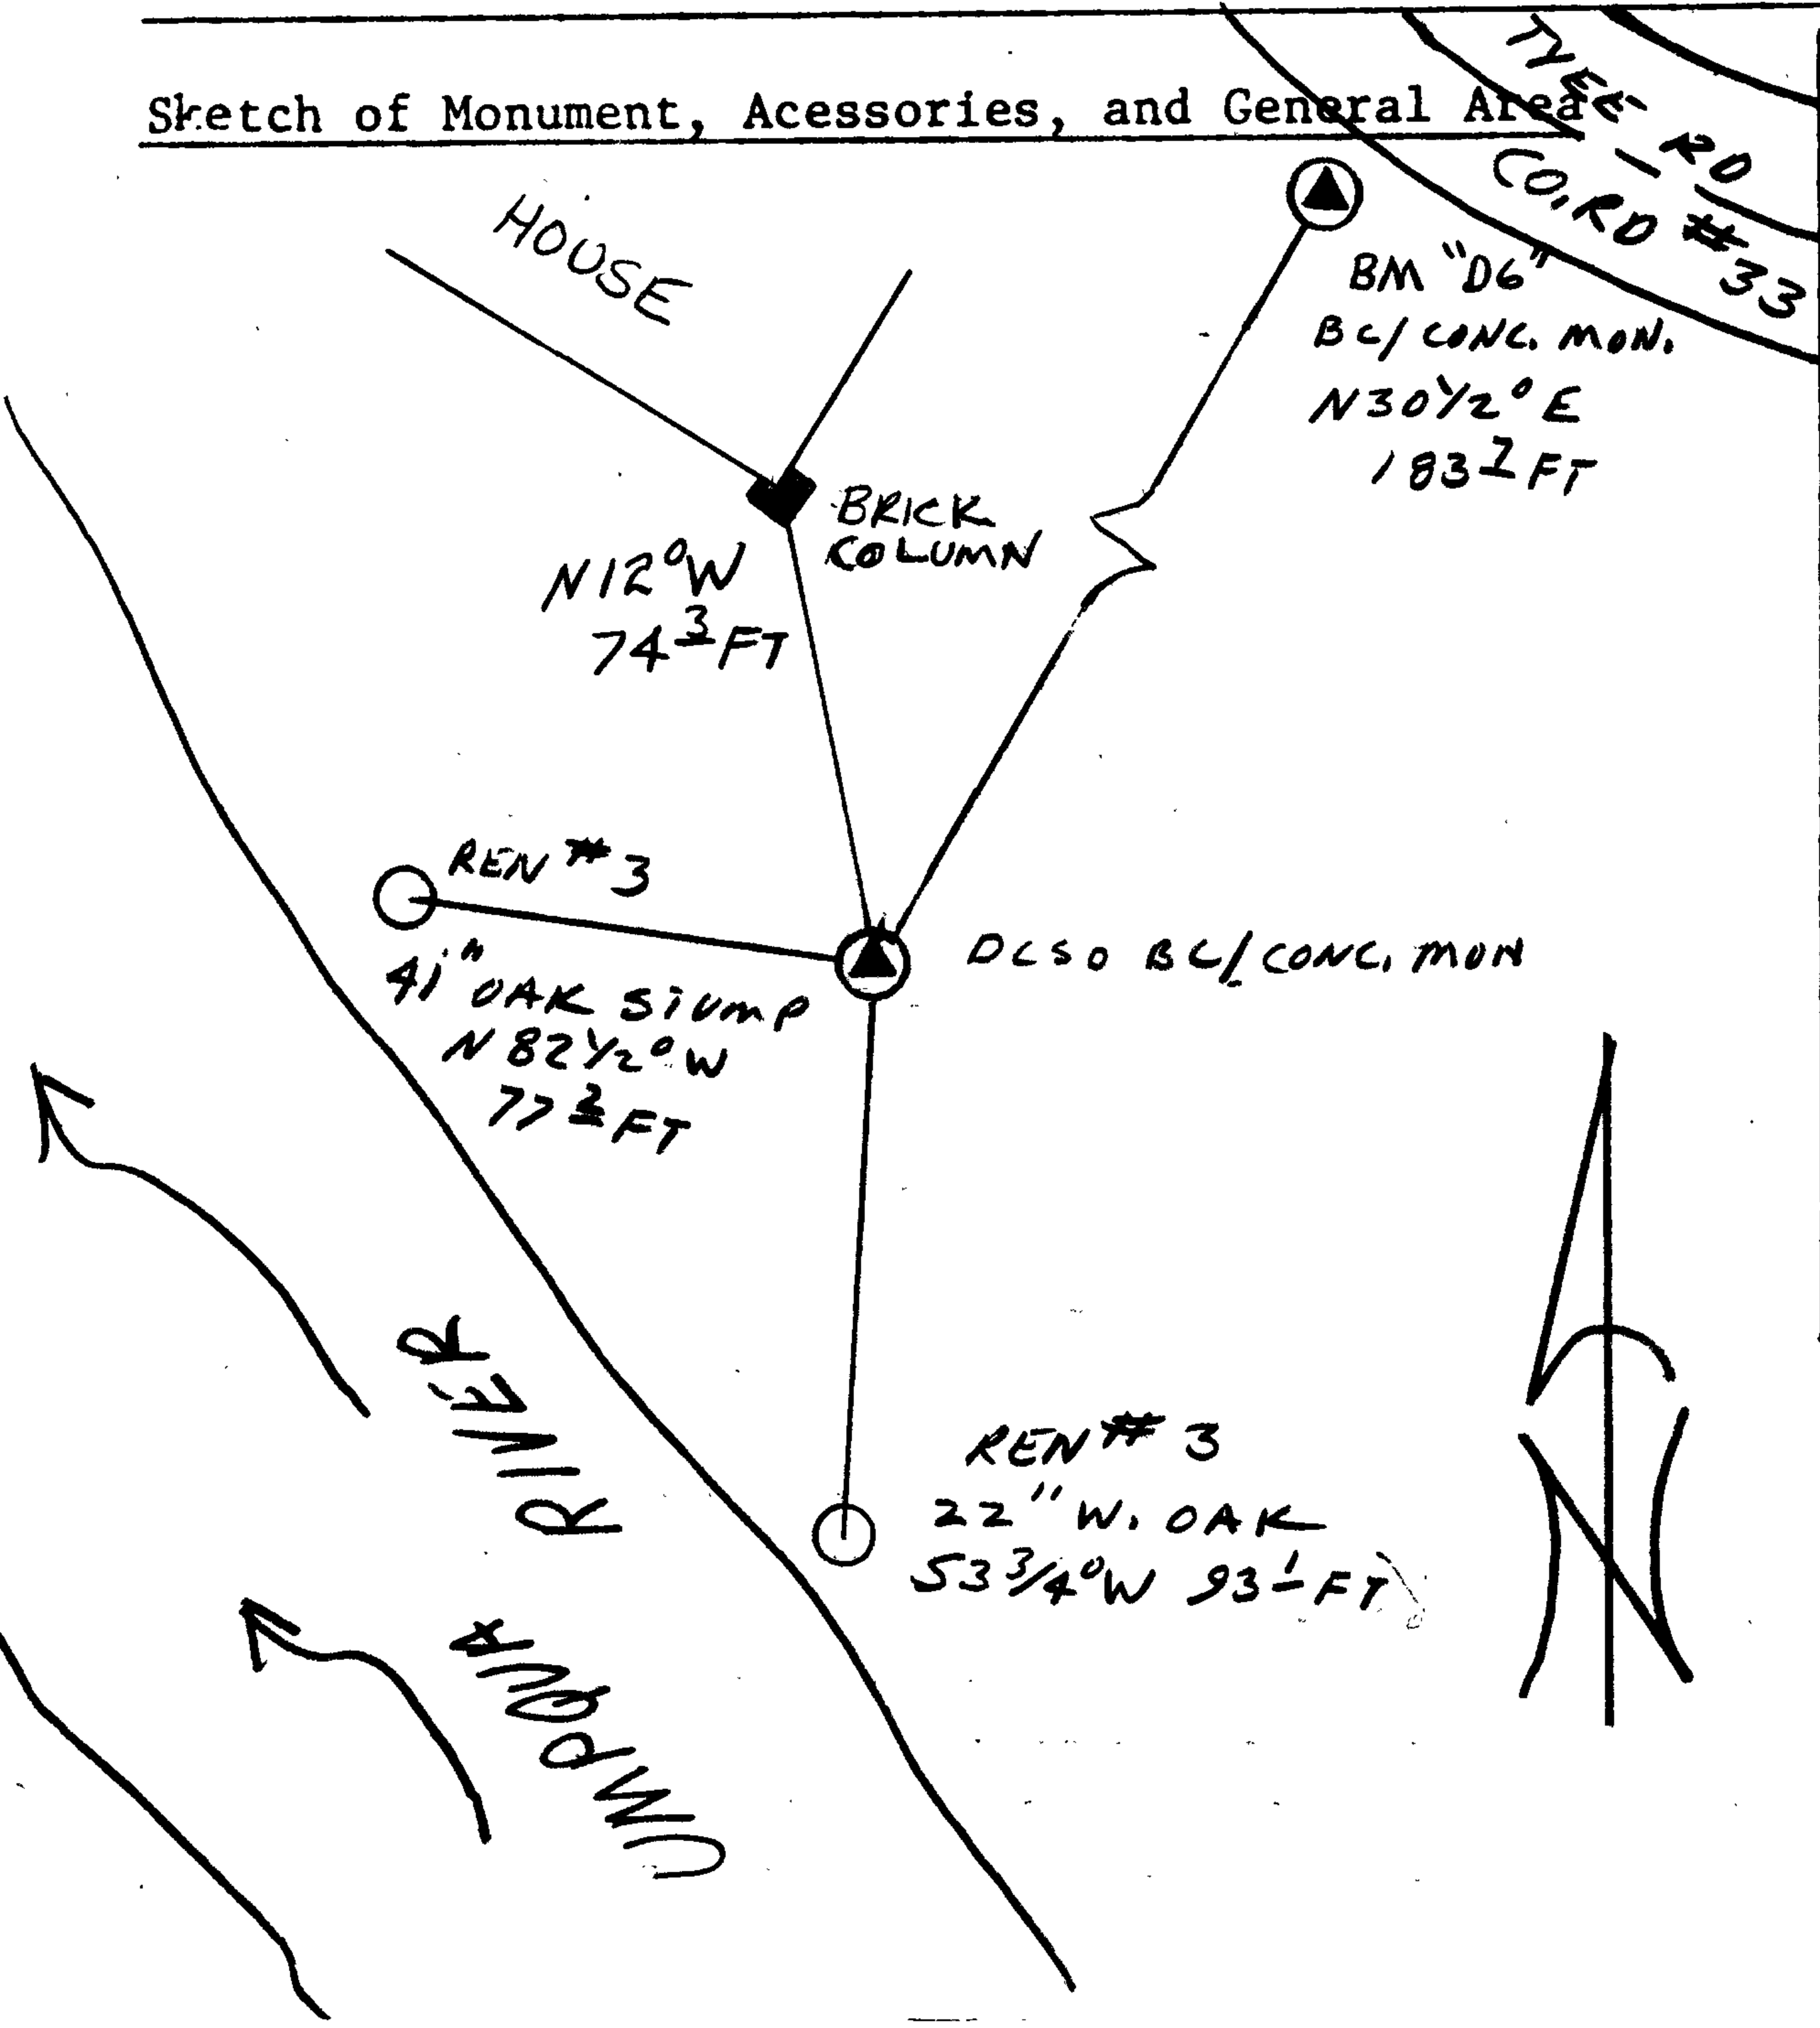 Sketch of Monument, Acessories, and General Area
TYEE RD
CO. RD #33
HOUSE
BM "D6"
BC/CONC. MON.
N30½°E
183 7 FT
BRICK
COLUMN
N12°W
74 3 FT
REN #3
41" OAK STUMP
N 82½° W
77 2 FT
DCSO BC/CONC. MON
REN #3
22" W. OAK
S3¾°W 93 1 FT
UMPQUA RIVER
N